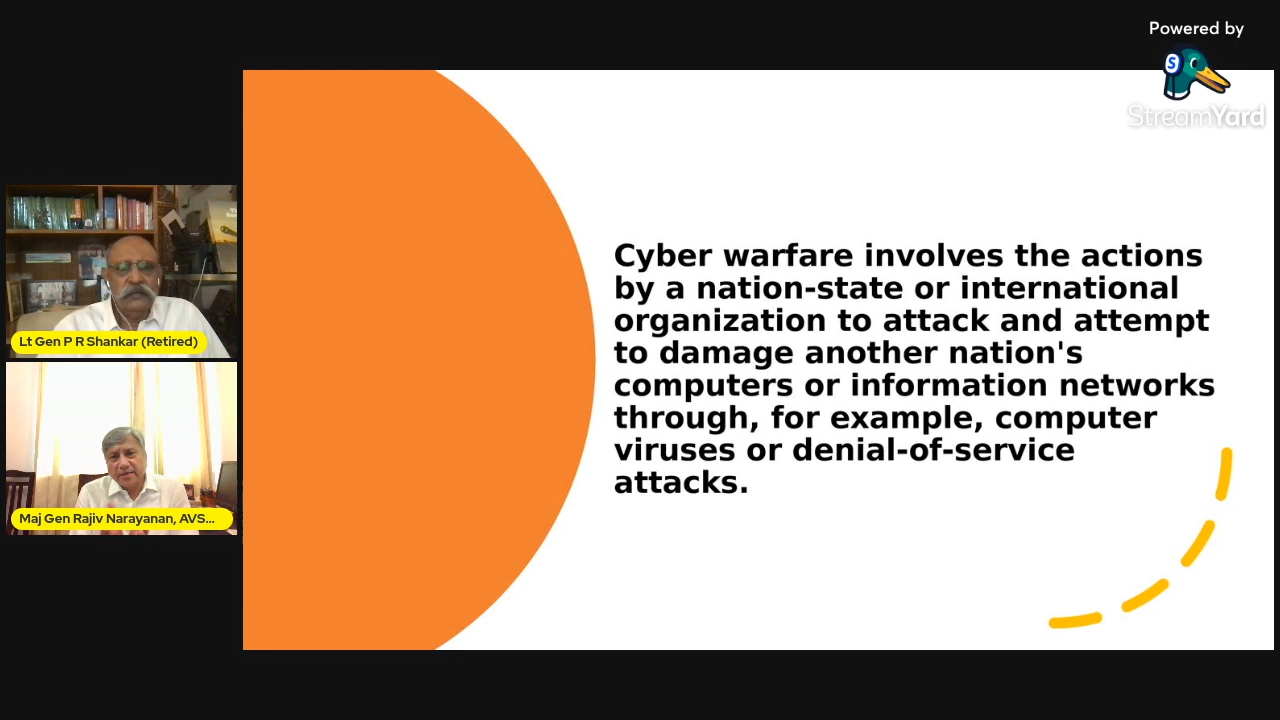 Powered by
S
StreamYard
Lt Gen P R Shankar (Retired)
Maj Gen Rajiv Narayanan, AVS...
Cyber warfare involves the actions
by a nation-state or international
organization to attack and attempt
to damage another nation's
computers or information networks
through, for example, computer
viruses or denial-of-service
attacks.